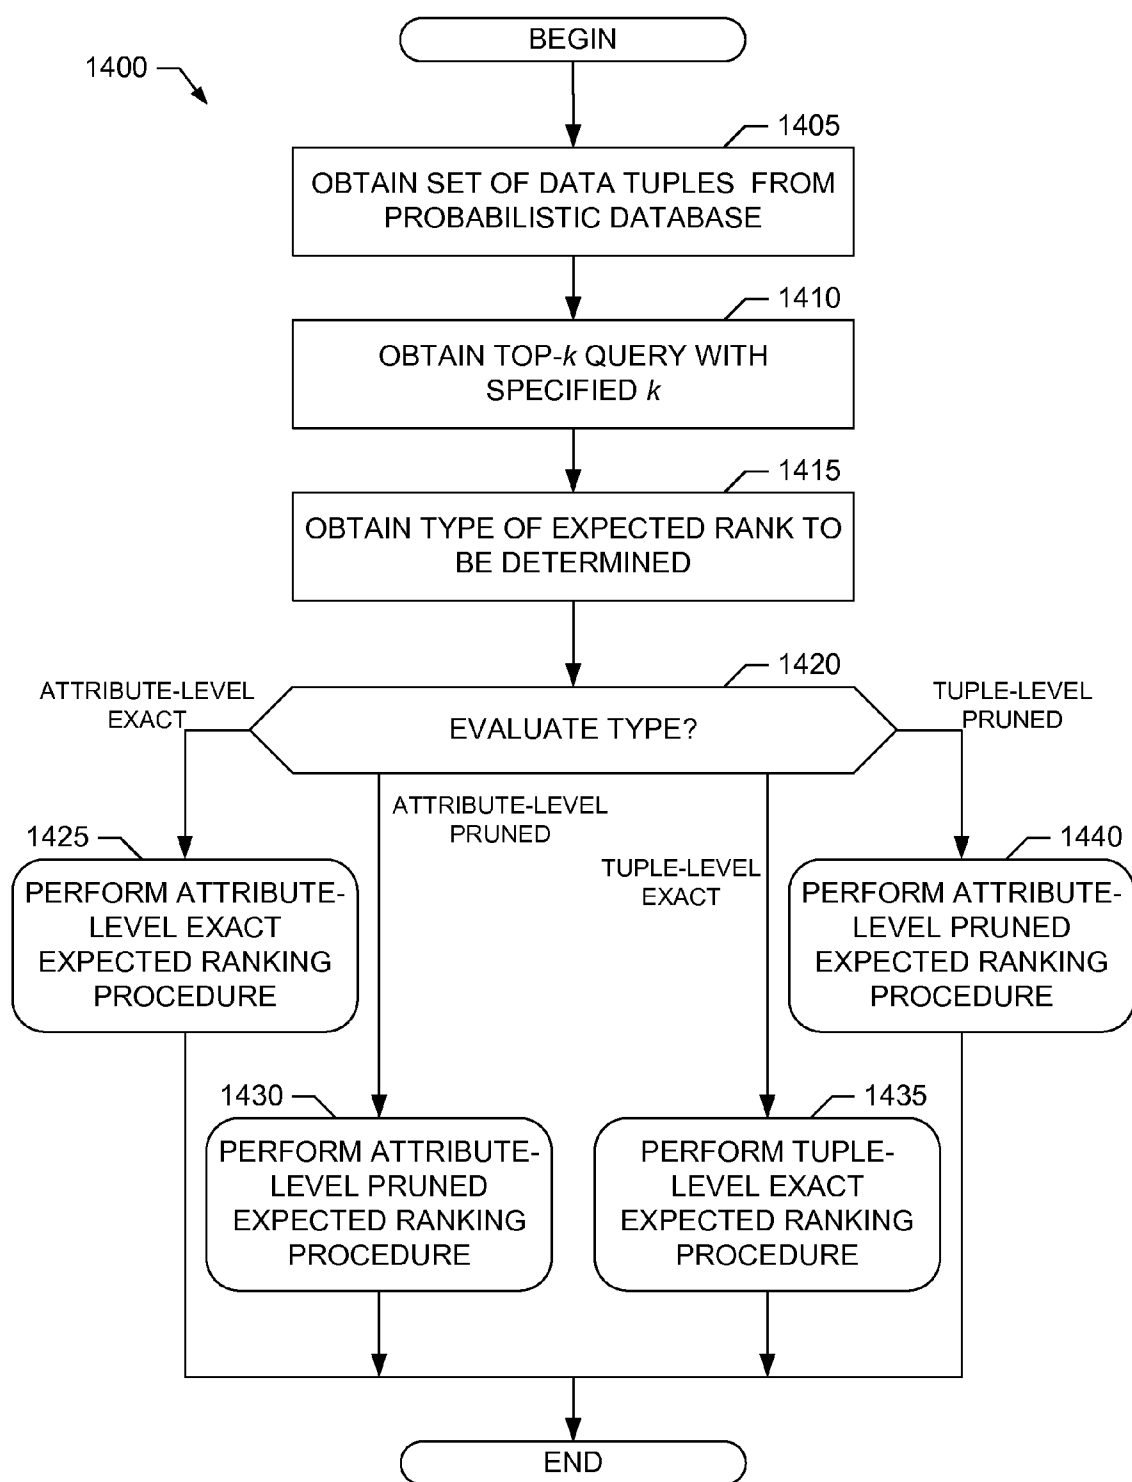 BEGIN
1400
1405
OBTAIN SET OF DATA TUPLES FROM
PROBABILISTIC DATABASE
1410
OBTAIN TOP-k QUERY WITH
SPECIFIED k
1415
OBTAIN TYPE OF EXPECTED RANK TO
BE DETERMINED
1420
ATTRIBUTE-LEVEL
EXACT
EVALUATE TYPE?
TUPLE-LEVEL
PRUNED
ATTRIBUTE-LEVEL
PRUNED
TUPLE-LEVEL
EXACT
1425
PERFORM ATTRIBUTE-
LEVEL EXACT
EXPECTED RANKING
PROCEDURE
1440
PERFORM ATTRIBUTE-
LEVEL PRUNED
EXPECTED RANKING
PROCEDURE
1430
PERFORM ATTRIBUTE-
LEVEL PRUNED
EXPECTED RANKING
PROCEDURE
1435
PERFORM TUPLE-
LEVEL EXACT
EXPECTED RANKING
PROCEDURE
END